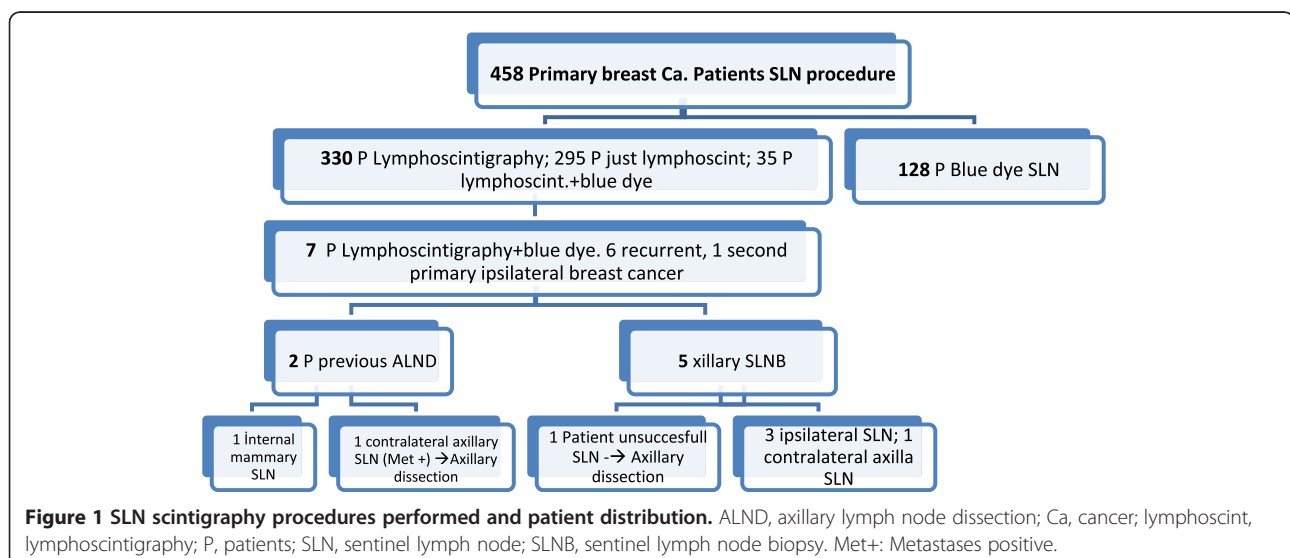 458 Primary breast Ca. Patients SLN procedure
330 P Lymphoscintigraphy; 295 P just lymphoscint; 35 P
lymphoscint.+blue dye
128 P Blue dye SLN
7 P Lymphoscintigraphy+blue dye. 6 recurrent, 1 second
primary ipsilateral breast cancer
2 P previous ALND
5 xillary SLNB
1 İnternal
mammary
SLN
1 contralateral axillary
SLN (Met +) →Axillary
dissection
1 Patient unsuccesfull
SLN -→ Axillary
dissection
3 ipsilateral SLN; 1
contralateral axilla
SLN
Figure 1 SLN scintigraphy procedures performed and patient distribution. ALND, axillary lymph node dissection; Ca, cancer; lymphoscint,
lymphoscintigraphy; P, patients; SLN, sentinel lymph node; SLNB, sentinel lymph node biopsy. Met+: Metastases positive.